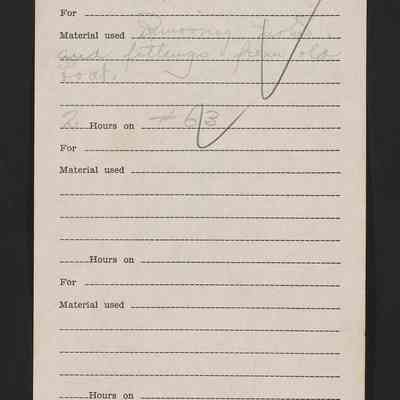 For
Material used Removing
and fittings from old
boat.
2 Hours on #63
For
Material used
Hours on
For
Material used
Hours on